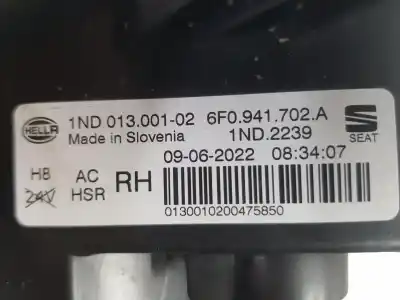 HELLA
1ND 013.001-02 6F0.941.702.A
Made in Slovenia 1ND.2239
SEAT
09-06-2022 08:34:07
H8 AC RH
24V HSR
0130010200475850